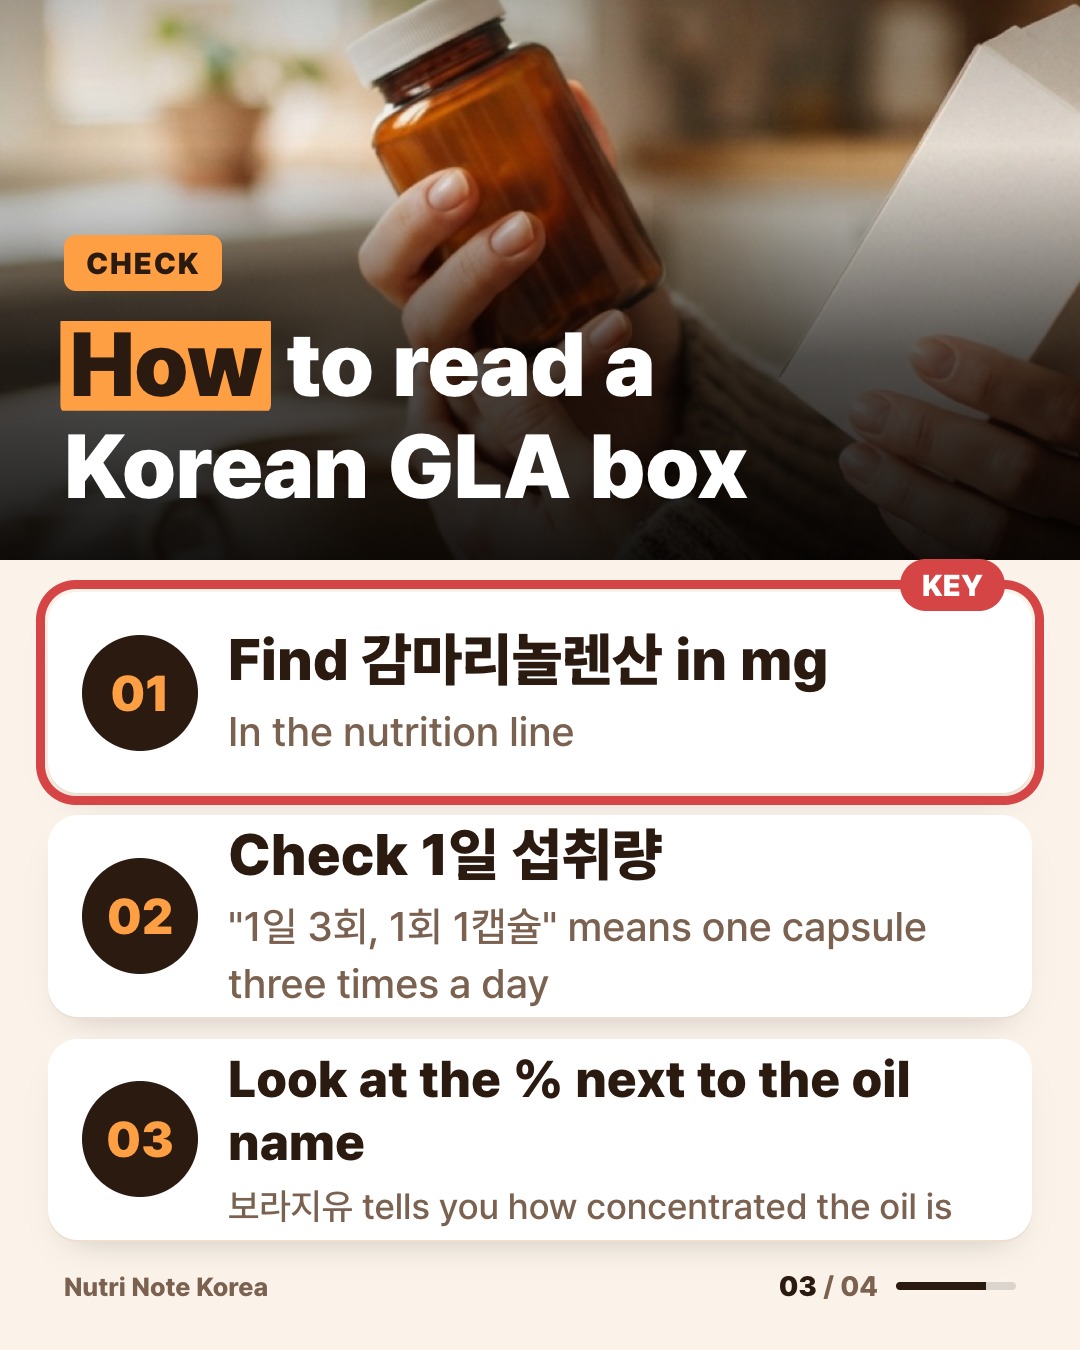 CHECK
How to read a
Korean GLA box
KEY
01
Find 감마리놀렌산 in mg
In the nutrition line
02
Check 1일 섭취량
"1일 3회, 1회 1캡슐" means one capsule
three times a day
03
Look at the % next to the oil
name
보라지유 tells you how concentrated the oil is
Nutri Note Korea
03 / 04